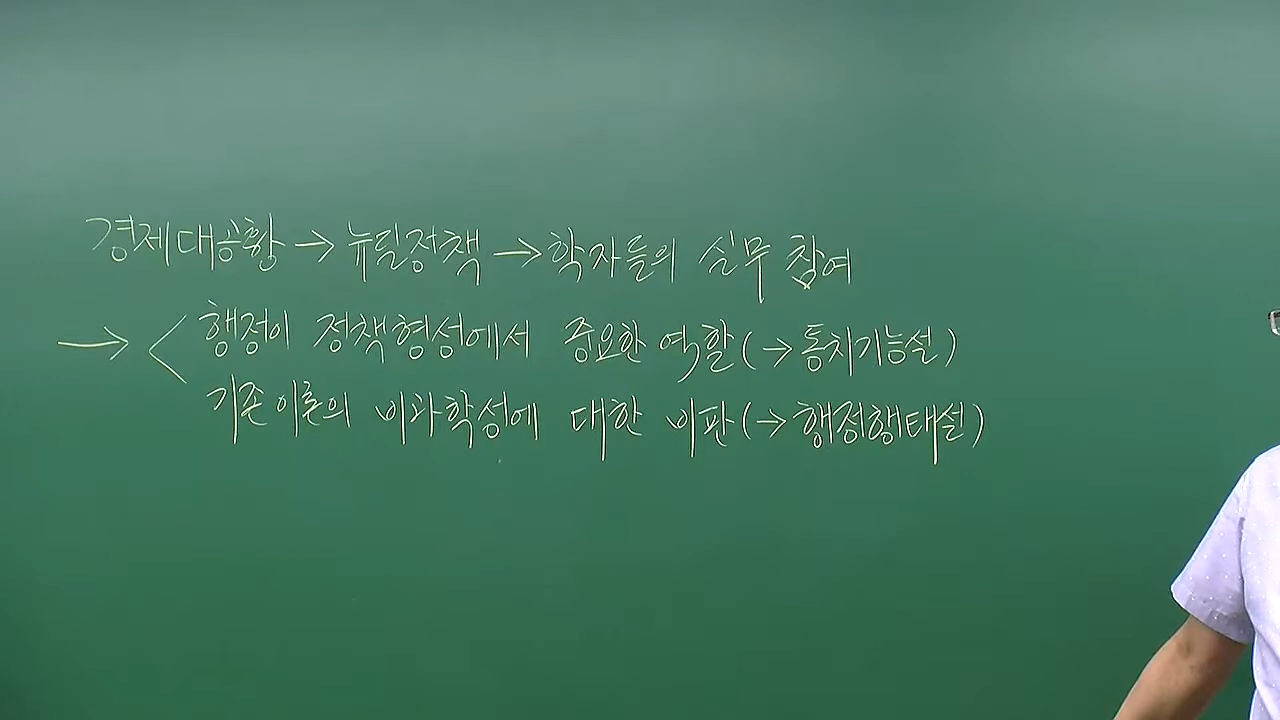 경제대공황 → 뉴딜정책 → 학자들의 실무 참여
→ < 행정이 정책형성에서 중요한 역할 (→ 통치기능설)
기존이론의 비과학성에 대한 비판 (→ 행정행태설)